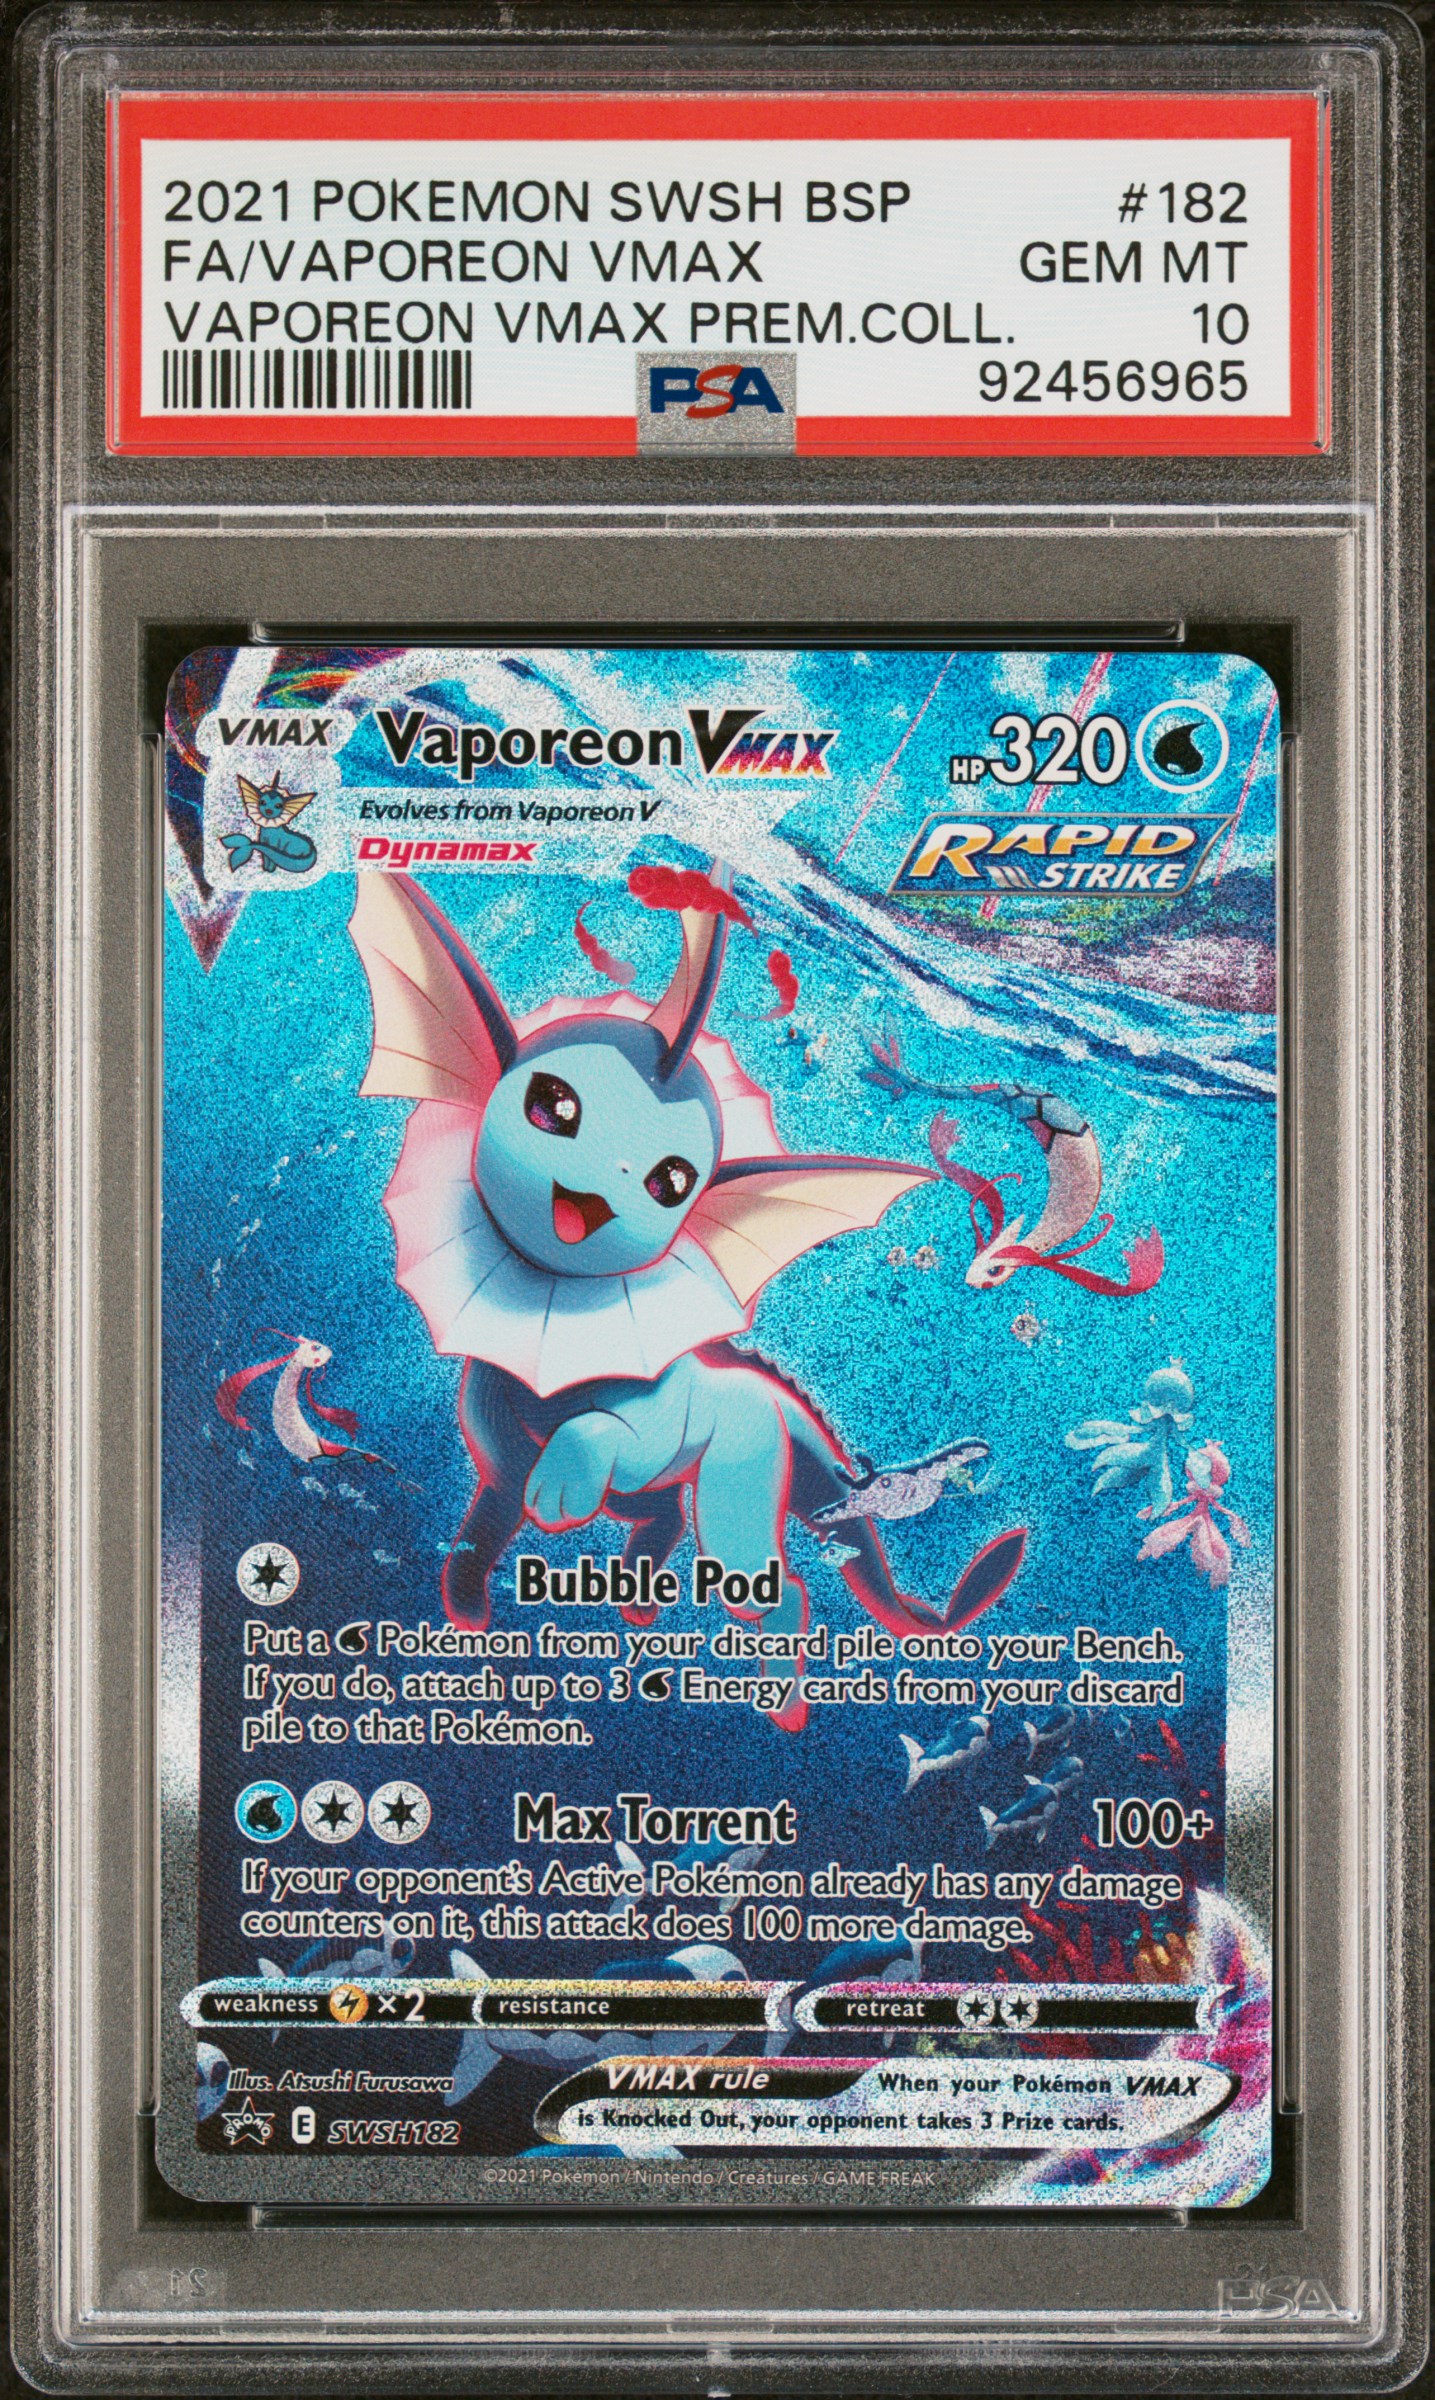 2021 POKEMON SWSH BSP #182
FA/VAPOREON VMAX GEM MT
VAPOREON VMAX PREM.COLL. 10
PSA 92456965
VMAX Vaporeon VMAX HP 320
Evolves from Vaporeon V
Dynamax
RAPID
STRIKE
Bubble Pod
Put a Pokémon from your discard pile onto your Bench.
If you do, attach up to 3 Energy cards from your discard
pile to that Pokémon.
Max Torrent 100+
If your opponent's Active Pokémon already has any damage
counters on it, this attack does 100 more damage.
weakness ×2 resistance retreat
Illus. Atsushi Furusawa
VMAX rule When your Pokémon VMAX
is Knocked Out, your opponent takes 3 Prize cards.
PROMO E SWSH182
©2021 Pokémon / Nintendo / Creatures / GAME FREAK
PSA